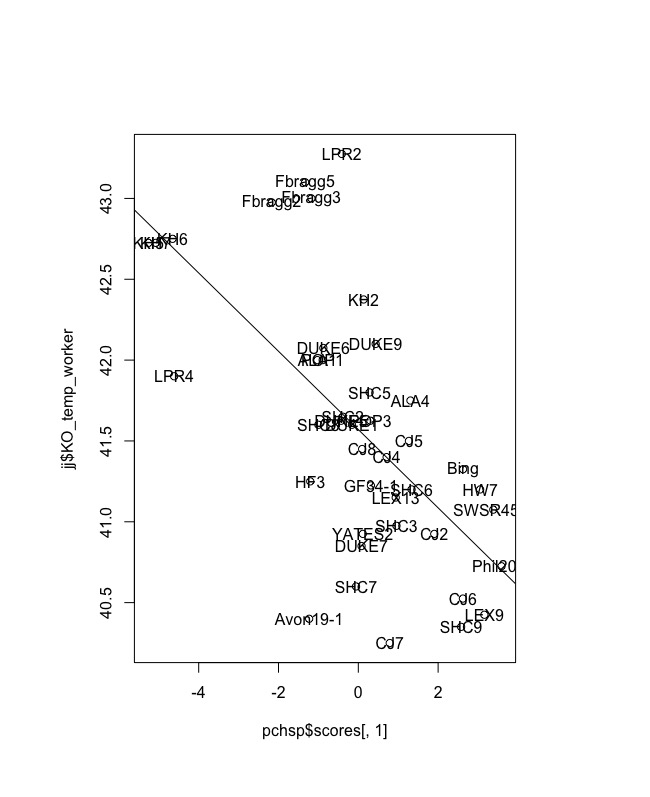 LPR2
Fbragg5
Fbragg2
Fbragg3
43.0
KH6
42.5
KH2
DUKE6
DUKE9
42.0
LPR4
SHC5
ALA4
41.5
CJ5
CJ8
CJ4
Bing
HF3
GF34-1
SHC6
HW7
LEX13
SWSR45
41.0
SHC3
YATES2
CJ2
DUKE7
SHC7
Phil20
40.5
CJ6
Avon19-1
LEX9
SHC9
CJ7
-4
-2
0
2
pchsp$scores[, 1]
jj$KO_temp_worker